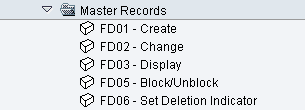 Master Records
FD01 - Create
FD02 - Change
FD03 - Display
FD05 - Block/Unblock
FD06 - Set Deletion Indicator